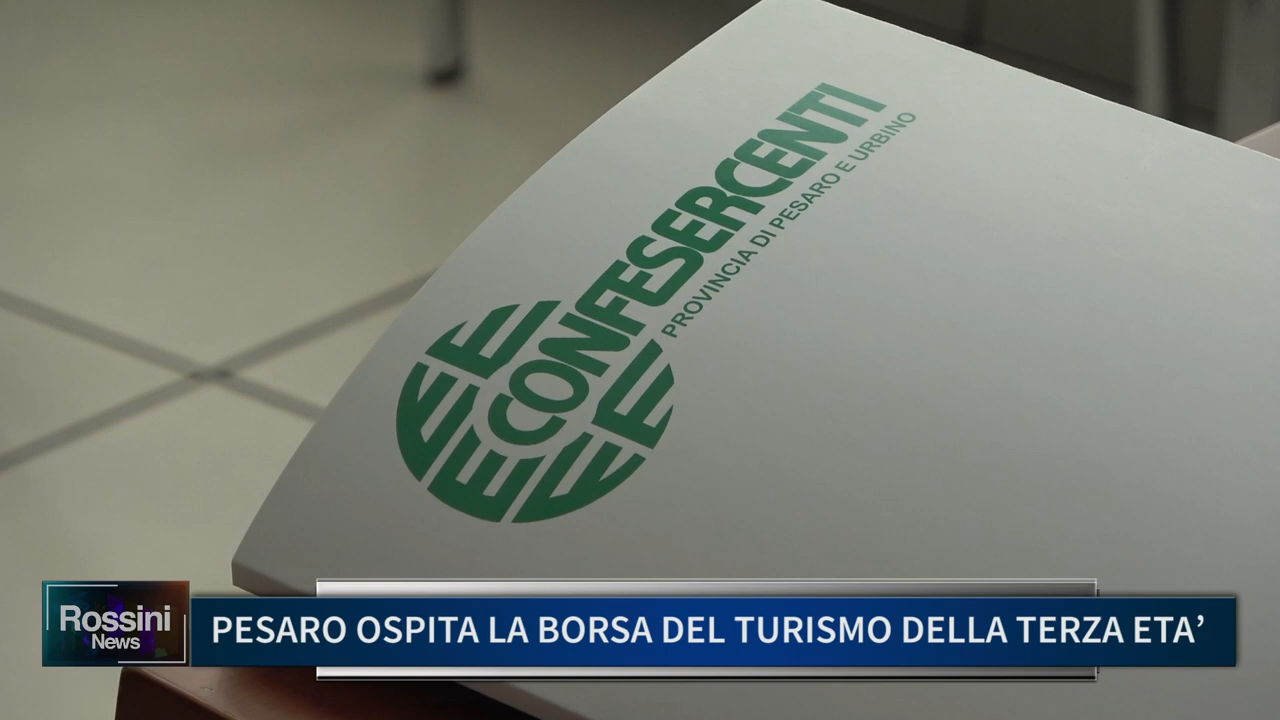 CONFESERCENTI
PROVINCIA DI PESARO E URBINO
Rossini
News
PESARO OSPITA LA BORSA DEL TURISMO DELLA TERZA ETA’